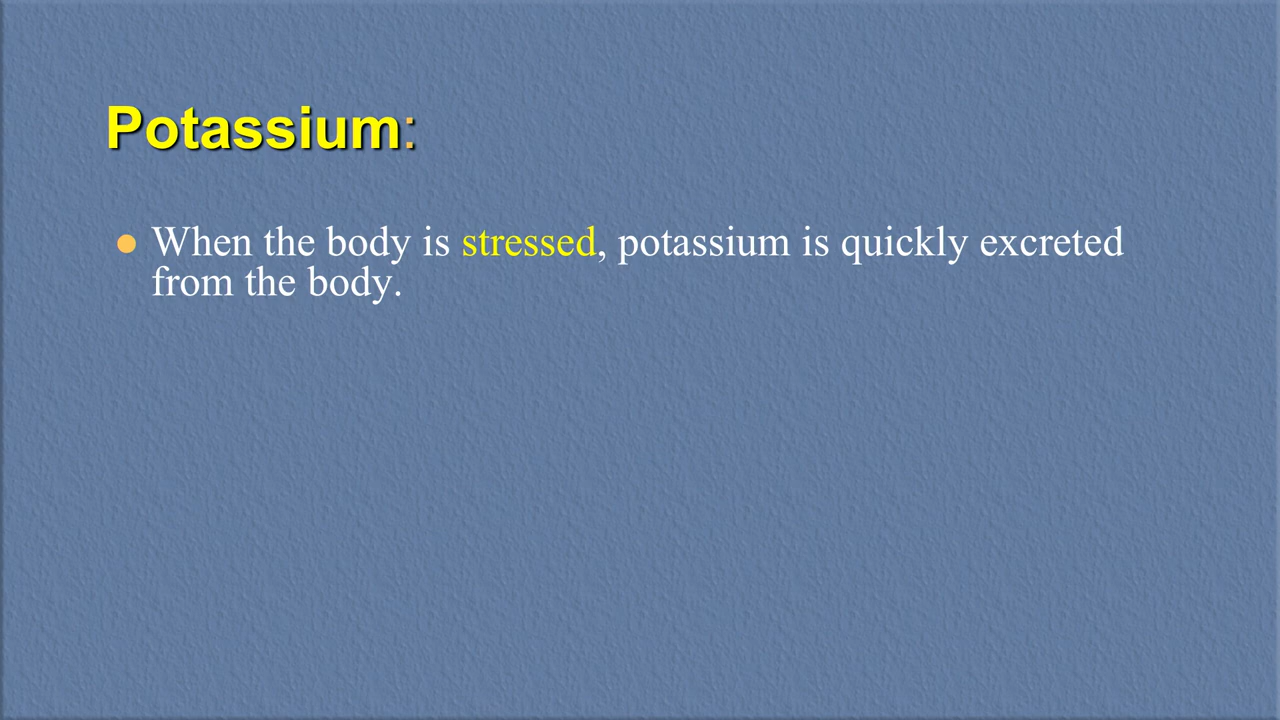 Potassium:
When the body is stressed, potassium is quickly excreted
from the body.